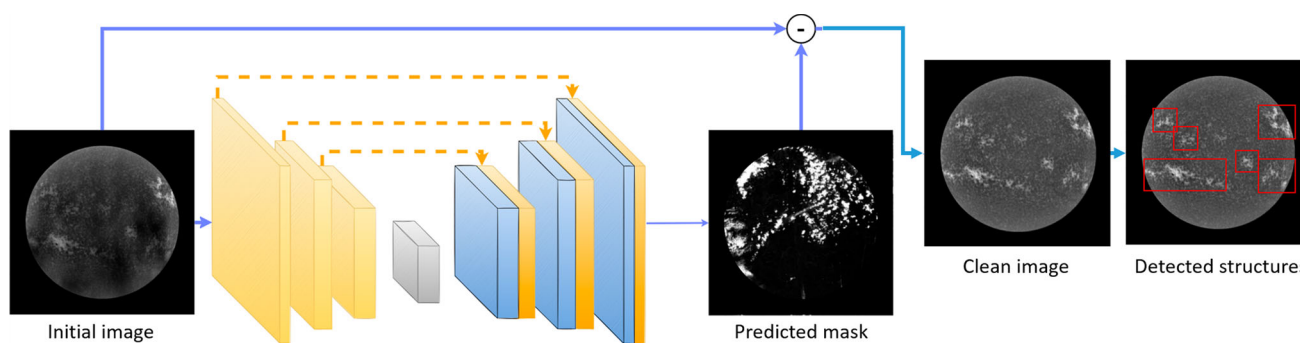 -
Initial image
Predicted mask
Clean image
Detected structures